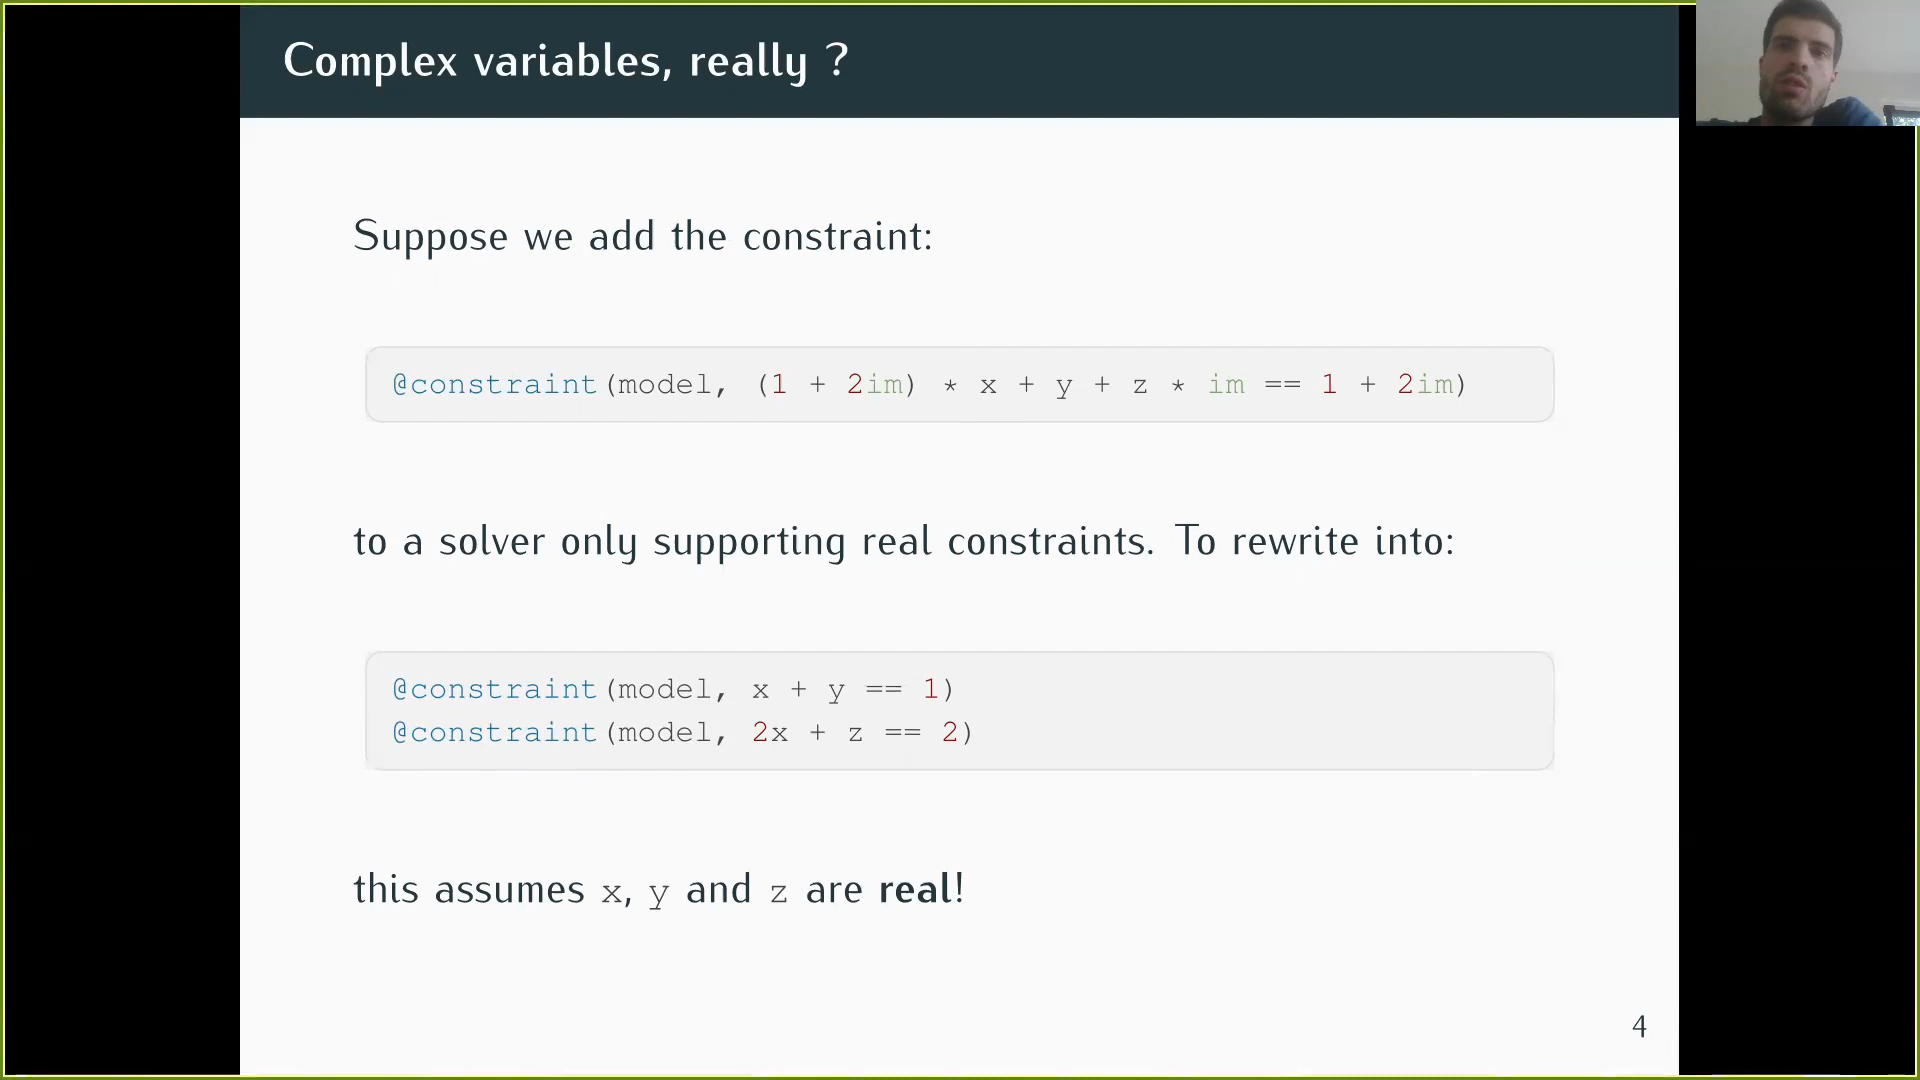 Complex variables, really ?
Suppose we add the constraint:
@constraint(model, (1 + 2im) * x + y + z * im == 1 + 2im)
to a solver only supporting real constraints. To rewrite into:
@constraint(model, x + y == 1)
@constraint(model, 2x + z == 2)
this assumes x, y and z are real!
4